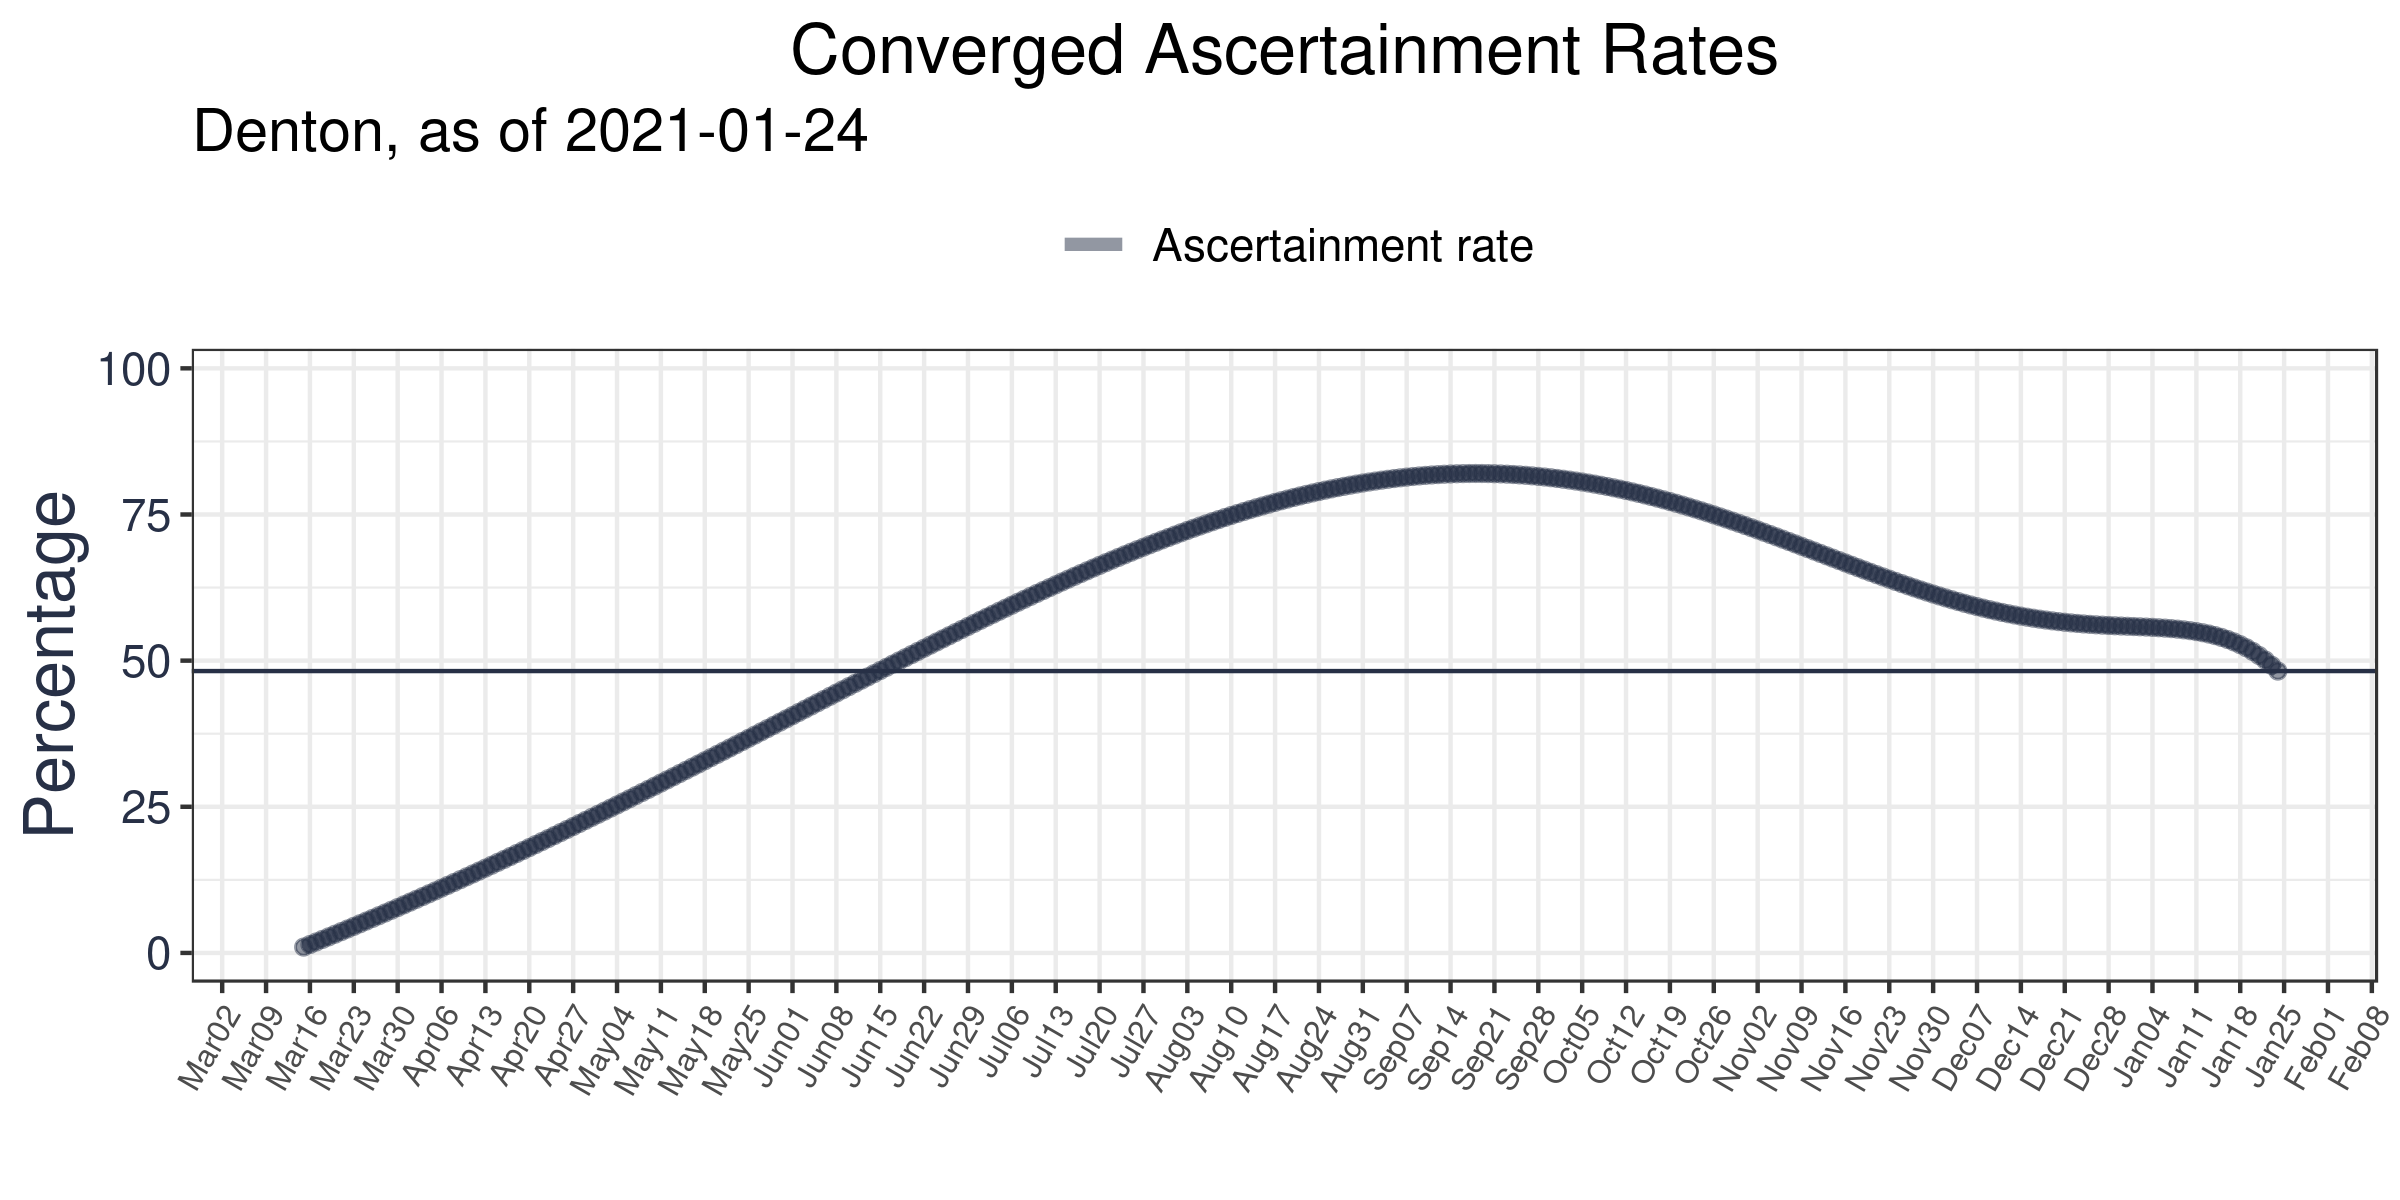 Converged Ascertainment Rates
Denton, as of 2021-01-24
Ascertainment rate
Percentage
100
75
50
25
0
Mar02 Mar09 Mar16 Mar23 Mar30 Apr06 Apr13 Apr20 Apr27 May04 May11 May18 May25 Jun01 Jun08 Jun15 Jun22 Jun29 Jul06 Jul13 Jul20 Jul27 Aug03 Aug10 Aug17 Aug24 Aug31 Sep07 Sep14 Sep21 Sep28 Oct05 Oct12 Oct19 Oct26 Nov02 Nov09 Nov16 Nov23 Nov30 Dec07 Dec14 Dec21 Dec28 Jan04 Jan11 Jan18 Jan25 Feb01 Feb08